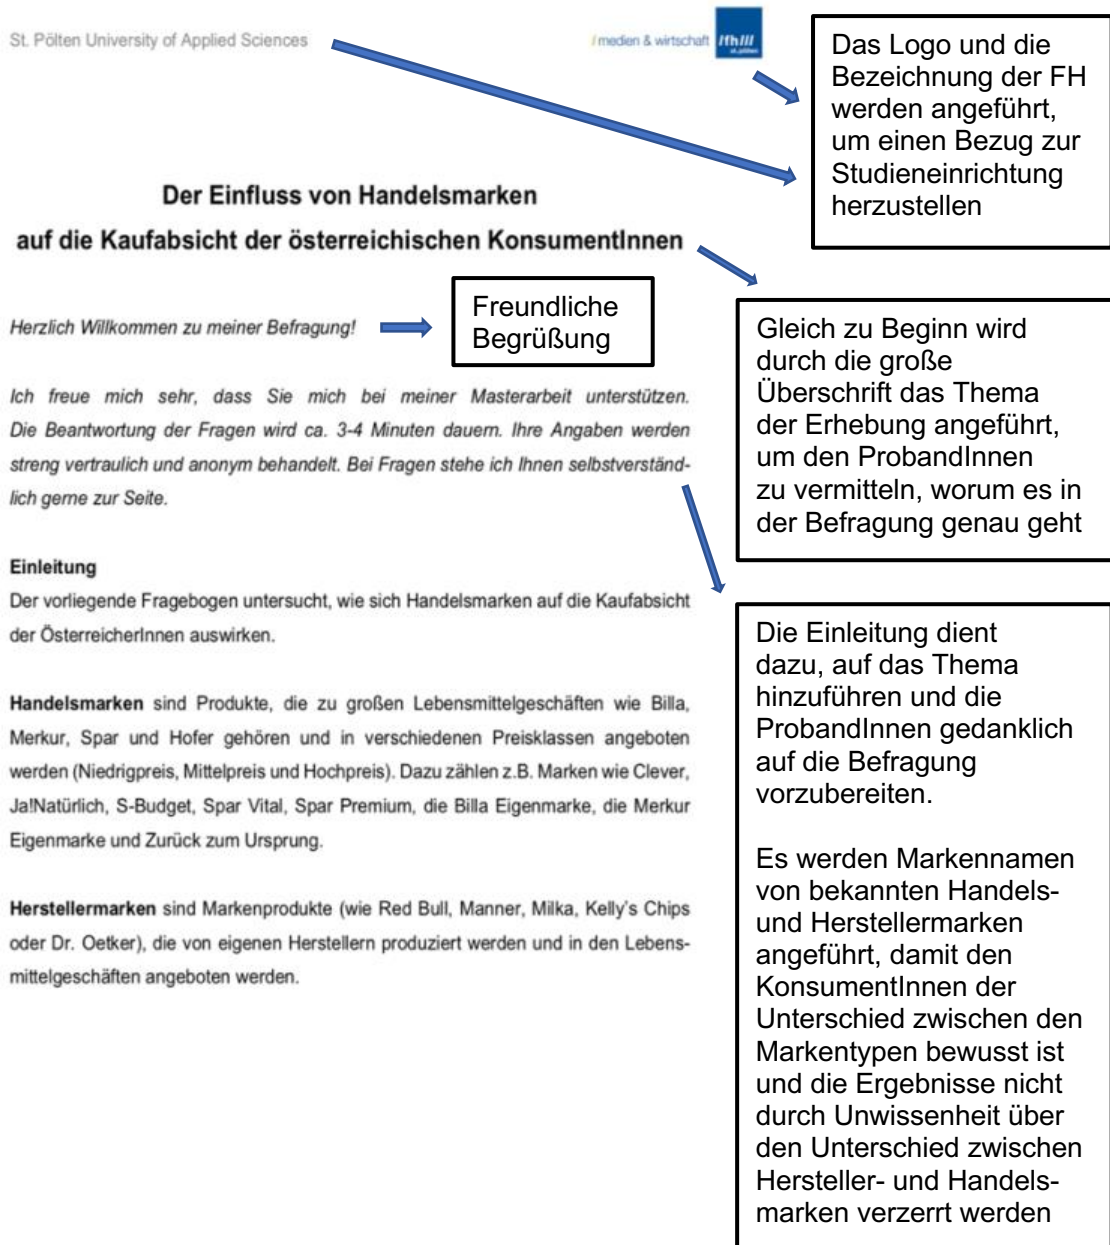 St. Pölten University of Applied Sciences
/medien & wirtschaft
//fh///
st.pölten
Das Logo und die
Bezeichnung der FH
werden angeführt,
um einen Bezug zur
Studieneinrichtung
herzustellen
Der Einfluss von Handelsmarken
auf die Kaufabsicht der österreichischen KonsumentInnen
Herzlich Willkommen zu meiner Befragung!
Freundliche
Begrüßung
Gleich zu Beginn wird
durch die große
Überschrift das Thema
der Erhebung angeführt,
um den ProbandInnen
zu vermitteln, worum es in
der Befragung genau geht
Ich freue mich sehr, dass Sie mich bei meiner Masterarbeit unterstützen.
Die Beantwortung der Fragen wird ca. 3-4 Minuten dauern. Ihre Angaben werden
streng vertraulich und anonym behandelt. Bei Fragen stehe ich Ihnen selbstverständ-
lich gerne zur Seite.
Einleitung
Der vorliegende Fragebogen untersucht, wie sich Handelsmarken auf die Kaufabsicht
der ÖsterreicherInnen auswirken.
Handelsmarken sind Produkte, die zu großen Lebensmittelgeschäften wie Billa,
Merkur, Spar und Hofer gehören und in verschiedenen Preisklassen angeboten
werden (Niedrigpreis, Mittelpreis und Hochpreis). Dazu zählen z.B. Marken wie Clever,
Ja!Natürlich, S-Budget, Spar Vital, Spar Premium, die Billa Eigenmarke, die Merkur
Eigenmarke und Zurück zum Ursprung.
Herstellermarken sind Markenprodukte (wie Red Bull, Manner, Milka, Kelly's Chips
oder Dr. Oetker), die von eigenen Herstellern produziert werden und in den Lebens-
mittelgeschäften angeboten werden.
Die Einleitung dient
dazu, auf das Thema
hinzuführen und die
ProbandInnen gedanklich
auf die Befragung
vorzubereiten.
Es werden Markennamen
von bekannten Handels-
und Herstellermarken
angeführt, damit den
KonsumentInnen der
Unterschied zwischen den
Markentypen bewusst ist
und die Ergebnisse nicht
durch Unwissenheit über
den Unterschied zwischen
Hersteller- und Handels-
marken verzerrt werden